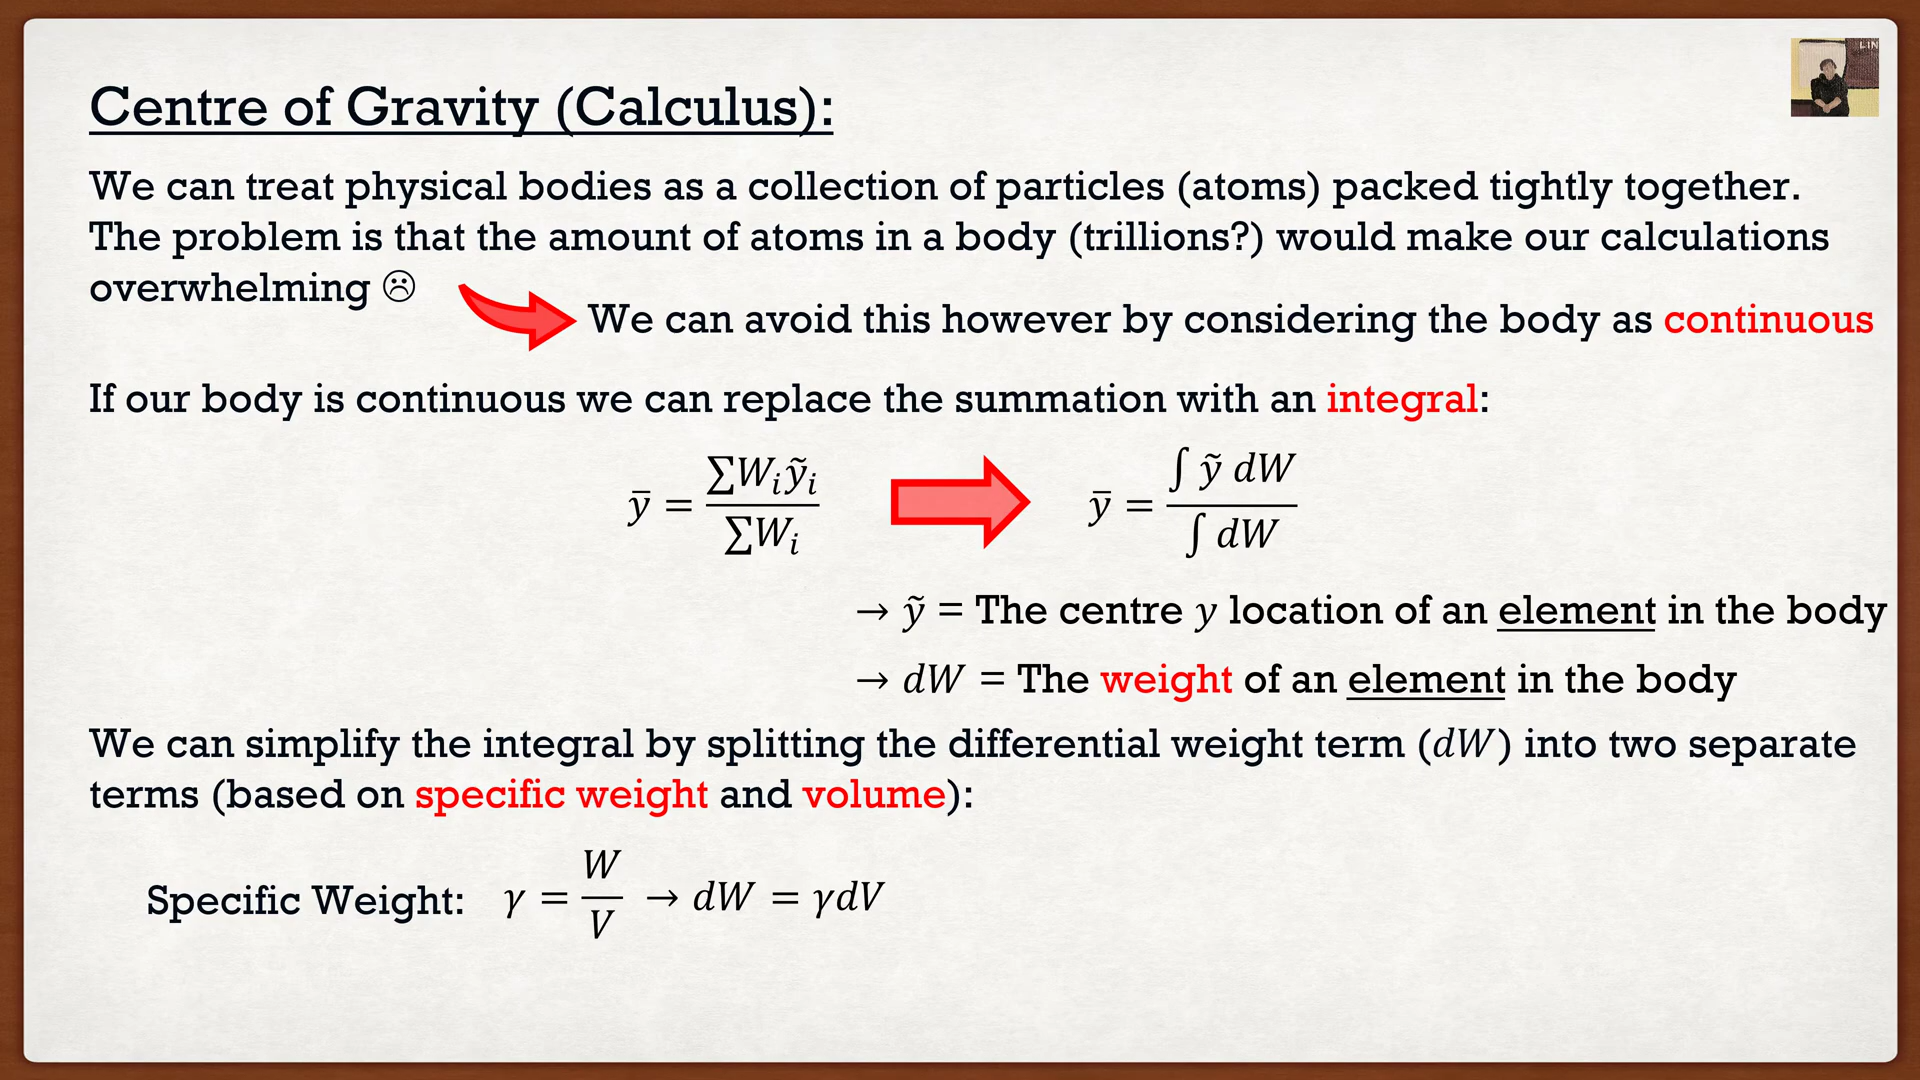 LIN
Centre of Gravity (Calculus):
We can treat physical bodies as a collection of particles (atoms) packed tightly together.
The problem is that the amount of atoms in a body (trillions?) would make our calculations
overwhelming ☹
We can avoid this however by considering the body as continuous
If our body is continuous we can replace the summation with an integral:
ȳ = ∑Wᵢỹᵢ / ∑Wᵢ ȳ = ∫ ỹ dW / ∫ dW
→ ỹ = The centre y location of an element in the body
→ dW = The weight of an element in the body
We can simplify the integral by splitting the differential weight term (dW) into two separate
terms (based on specific weight and volume):
Specific Weight: γ = W / V → dW = γdV